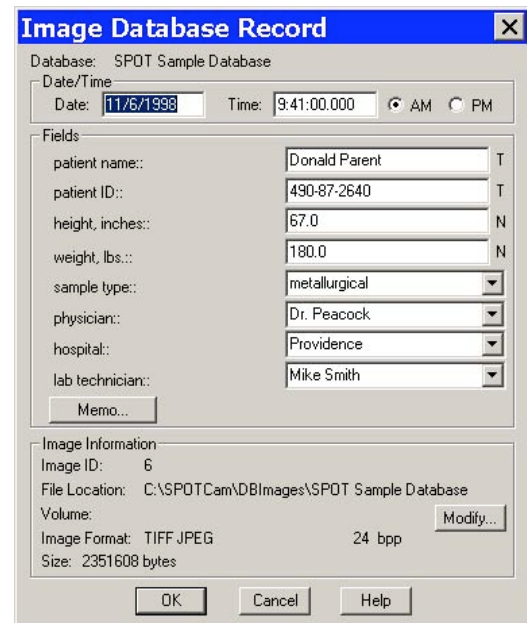 Image Database Record
Database: SPOT Sample Database
Date/Time
Date: 11/6/1998 Time: 9:41:00.000 AM PM
Fields
patient name:: Donald Parent T
patient ID:: 490-87-2640 T
height, inches:: 67.0 N
weight, lbs.:: 180.0 N
sample type:: metallurgical
physician:: Dr. Peacock
hospital:: Providence
lab technician:: Mike Smith
Memo...
Image Information
Image ID: 6
File Location: C:\SPOTCam\DBImages\SPOT Sample Database
Volume:
Modify...
Image Format: TIFF JPEG 24 bpp
Size: 2351608 bytes
OK Cancel Help